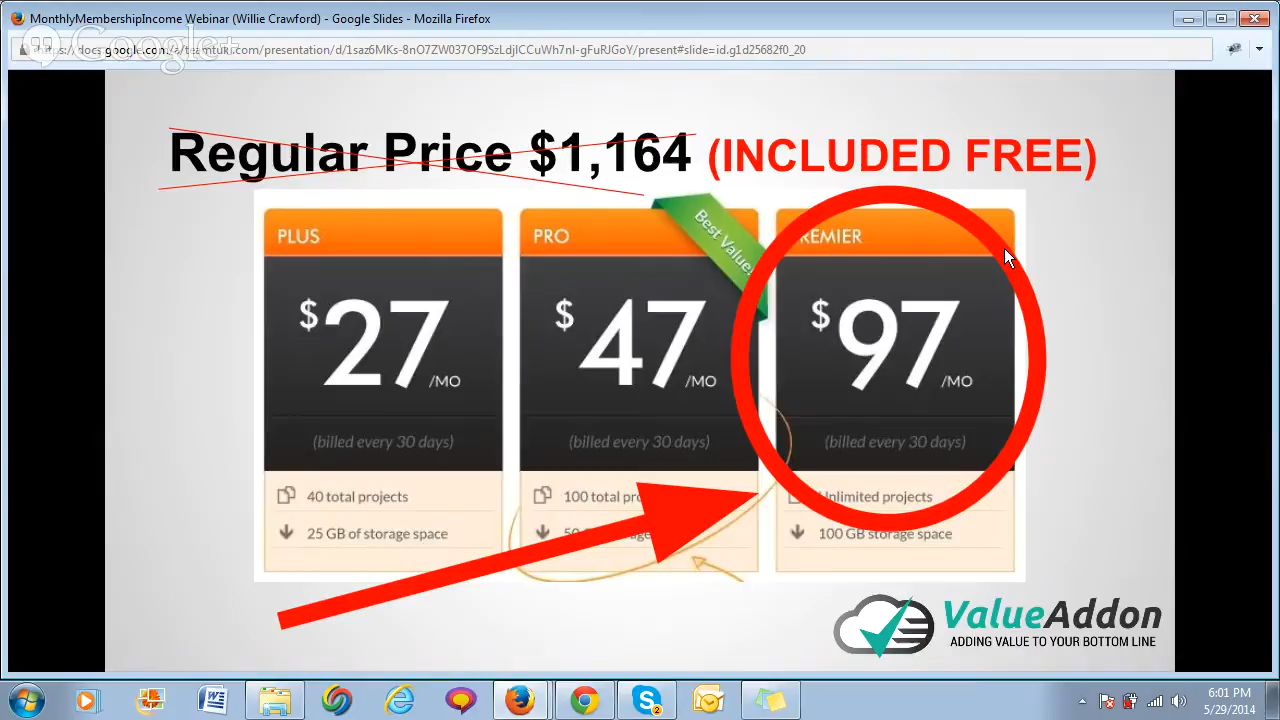 MonthlyMembershipIncome Webinar (Willie Crawford) - Google Slides - Mozilla Firefox
Google+
Regular Price $1,164 (INCLUDED FREE)
Best Value
PLUS
$27/MO
(billed every 30 days)
40 total projects
25 GB of storage space
PRO
$47/MO
(billed every 30 days)
100 total
REMIER
$97/MO
(billed every 30 days)
Unlimited projects
100 GB storage space
ValueAddon
ADDING VALUE TO YOUR BOTTOM LINE
2
6:01 PM
5/29/2014